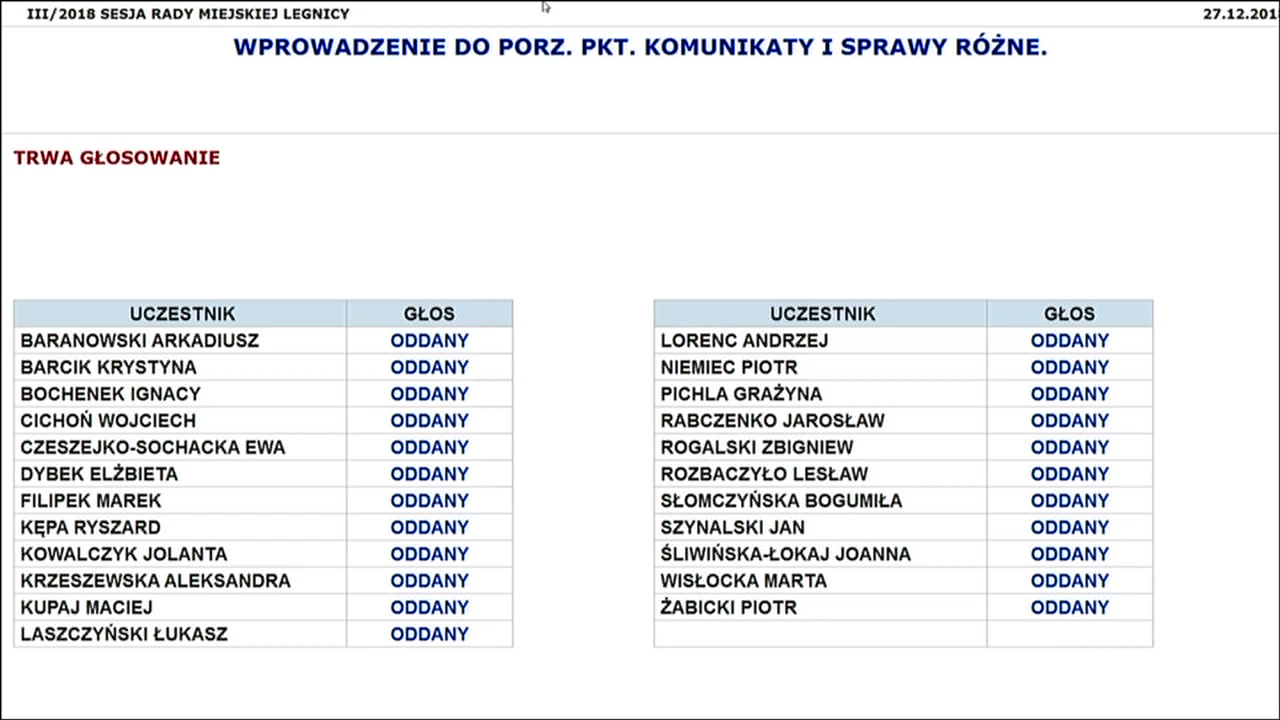 III/2018 SESJA RADY MIEJSKIEJ LEGNICY
27.12.201
WPROWADZENIE DO PORZ. PKT. KOMUNIKATY I SPRAWY RÓŻNE.
TRWA GŁOSOWANIE
UCZESTNIK GŁOS
BARANOWSKI ARKADIUSZ ODDANY
BARCIK KRYSTYNA ODDANY
BOCHENEK IGNACY ODDANY
CICHOŃ WOJCIECH ODDANY
CZESZEJKO-SOCHACKA EWA ODDANY
DYBEK ELŻBIETA ODDANY
FILIPEK MAREK ODDANY
KĘPA RYSZARD ODDANY
KOWALCZYK JOLANTA ODDANY
KRZESZEWSKA ALEKSANDRA ODDANY
KUPAJ MACIEJ ODDANY
LASZCZYŃSKI ŁUKASZ ODDANY
UCZESTNIK GŁOS
LORENC ANDRZEJ ODDANY
NIEMIEC PIOTR ODDANY
PICHLA GRAŻYNA ODDANY
RABCZENKO JAROSŁAW ODDANY
ROGALSKI ZBIGNIEW ODDANY
ROZBACZYŁO LESŁAW ODDANY
SŁOMCZYŃSKA BOGUMIŁA ODDANY
SZYNALSKI JAN ODDANY
ŚLIWIŃSKA-ŁOKAJ JOANNA ODDANY
WISŁOCKA MARTA ODDANY
ŻABICKI PIOTR ODDANY